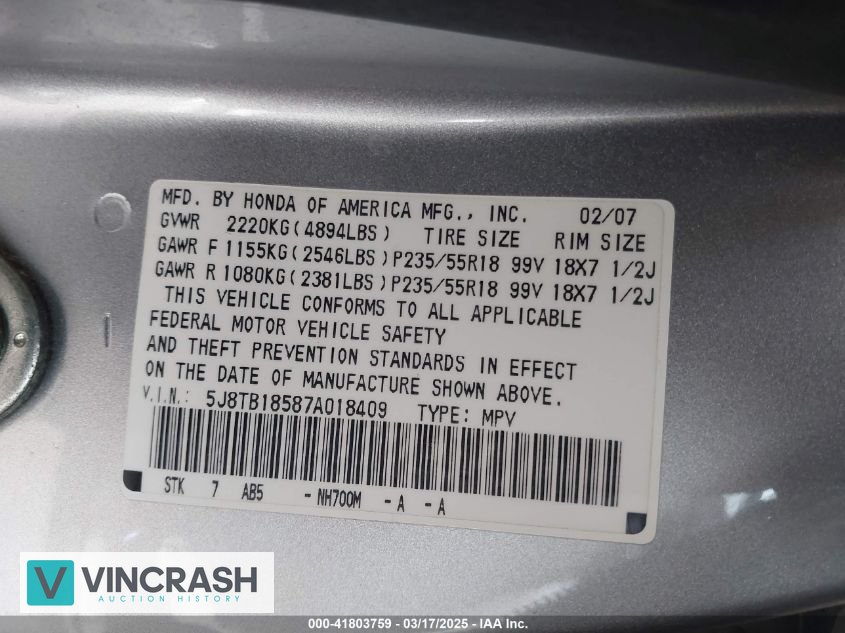 MFD. BY HONDA OF AMERICA MFG., INC. 02/07
GVWR 2220KG(4894LBS) TIRE SIZE RIM SIZE
GAWR F 1155KG(2546LBS)P235/55R18 99V 18X7 1/2J
GAWR R 1080KG(2381LBS)P235/55R18 99V 18X7 1/2J
THIS VEHICLE CONFORMS TO ALL APPLICABLE
FEDERAL MOTOR VEHICLE SAFETY
AND THEFT PREVENTION STANDARDS IN EFFECT
ON THE DATE OF MANUFACTURE SHOWN ABOVE.
V.I.N.: 5J8TB18587A018409 TYPE: MPV
STK 7 AB5 -NH700M -A -A
VINCRASH
AUCTION HISTORY
000-41803759 - 03/17/2025 - IAA Inc.